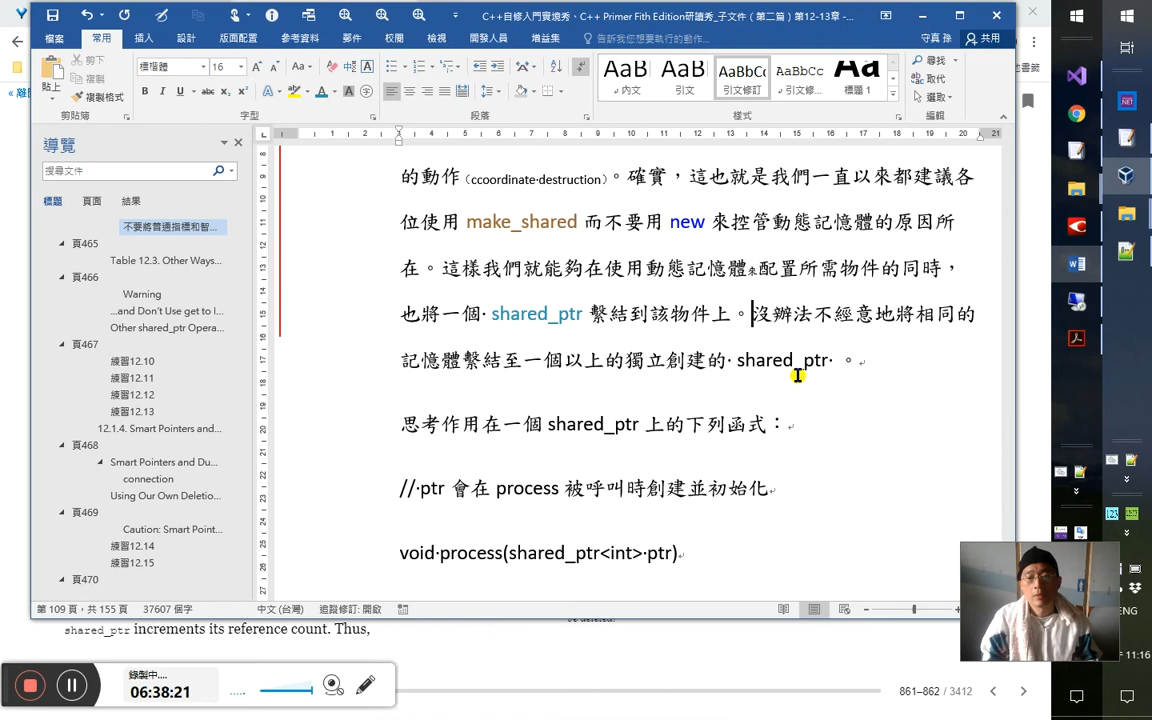 C++自修入門實境秀、C++ Primer Fith Edition研讀秀_子文件（第二篇）第12-13章 -...
檔案 常用 插入 設計 版面配置 參考資料 郵件 校閱 檢視 開發人員 增益集 告訴我您想要執行的動作... 守真 孫 共用
貼上 剪下 複製 複製格式
標楷體 16
AaB AaB AaBbCc AaBbCc AaB
內文 引文 引文修訂 引文修... 標題 1
尋找 取代 選取
剪貼簿 字型 段落 樣式 編輯
導覽
搜尋文件
標題 頁面 結果
不要將普通指標和智...
頁465
Table 12.3. Other Ways...
頁466
Warning
...and Don't Use get to I...
Other shared_ptr Opera...
頁467
練習12.10
練習12.11
練習12.12
練習12.13
12.1.4. Smart Pointers and...
頁468
Smart Pointers and Du...
connection
Using Our Own Deletio...
頁469
Caution: Smart Point...
練習12.14
練習12.15
頁470
的動作（ccoordinate·destruction）。確實，這也就是我們一直以來都建議各
位使用 make_shared 而不要用 new 來控管動態記憶體的原因所
在。這樣我們就能夠在使用動態記憶體來配置所需物件的同時，
也將一個· shared_ptr 繫結到該物件上。沒辦法不經意地將相同的
記憶體繫結至一個以上的獨立創建的· shared_ptr· 。
思考作用在一個 shared_ptr 上的下列函式：
//·ptr 會在 process 被呼叫時創建並初始化
void·process(shared_ptr<int>·ptr)
第 109 頁，共 155 頁 37607 個字 中文 (台灣) 追蹤修訂: 開啟
shared_ptr increments its reference count. Thus,
錄製中...
06:38:21
861–862 / 3412
ENG
11:16